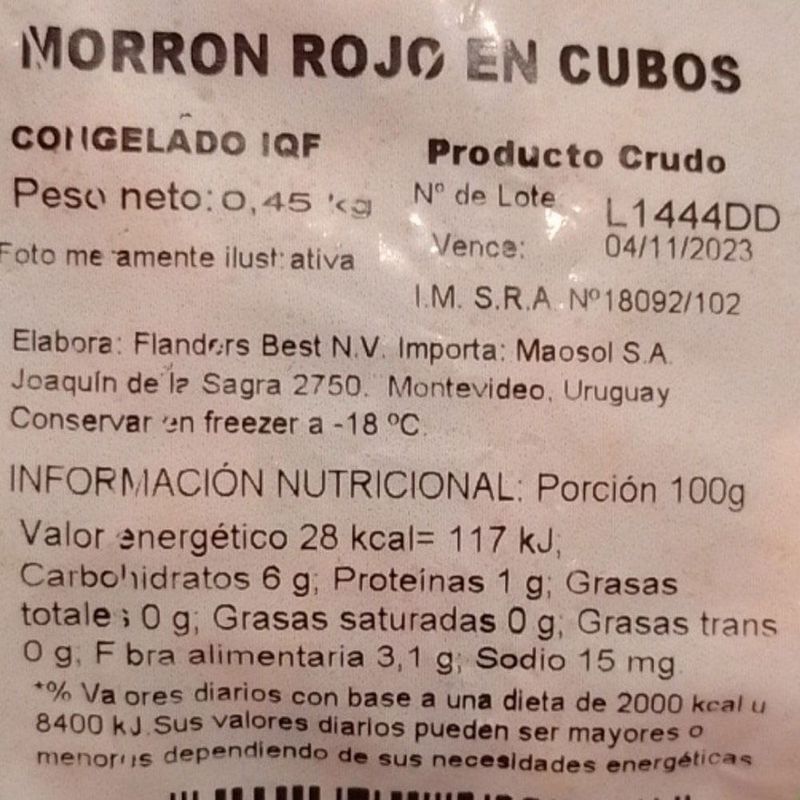 MORRON ROJO EN CUBOS
CONGELADO IQF
Producto Crudo
Peso neto: 0,45 kg
Nº de Lote L1444DD
Foto meramente ilustrativa
Vence: 04/11/2023
I.M. S.R.A. Nº18092/102
Elabora: Flanders Best N.V. Importa: Maosol S.A.
Joaquín de la Sagra 2750. Montevideo, Uruguay
Conservar en freezer a -18 ºC.
INFORMACIÓN NUTRICIONAL: Porción 100g
Valor energético 28 kcal= 117 kJ;
Carbohidratos 6 g; Proteínas 1 g; Grasas
totales 0 g; Grasas saturadas 0 g; Grasas trans
0 g; Fibra alimentaria 3,1 g; Sodio 15 mg.
*% Valores diarios con base a una dieta de 2000 kcal u
8400 kJ. Sus valores diarios pueden ser mayores o
menores dependiendo de sus necesidades energéticas